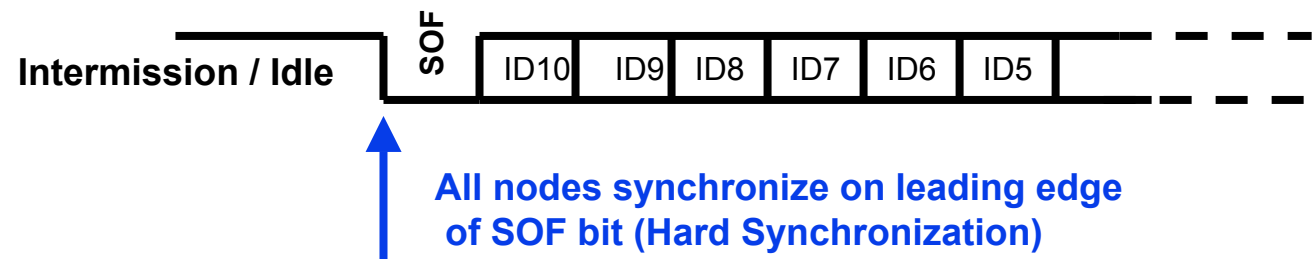 SOF
Intermission / Idle
ID10 ID9 ID8 ID7 ID6 ID5
All nodes synchronize on leading edge
of SOF bit (Hard Synchronization)